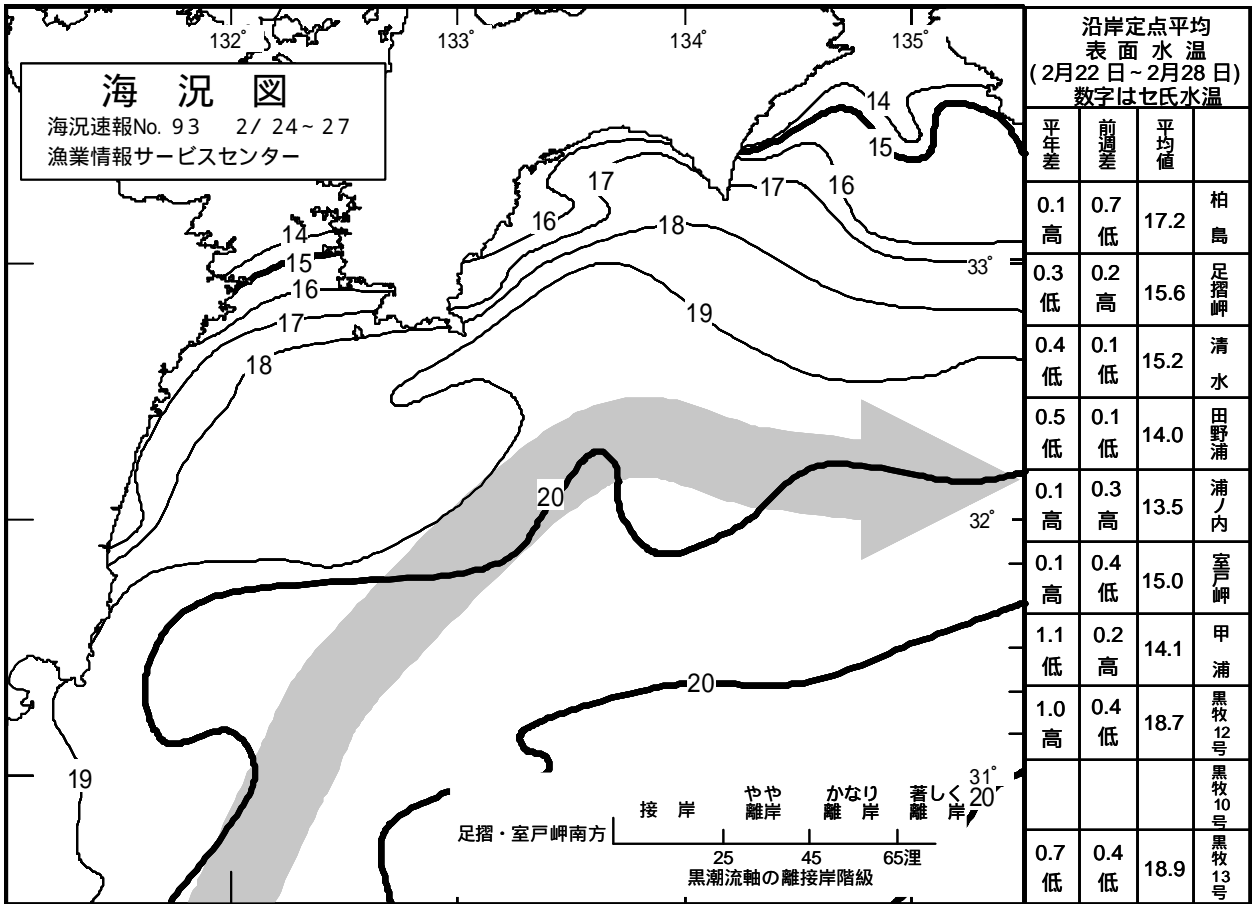 132°
133°
134°
135°
海 況 図
海況速報No. 93 2/ 24~ 27
漁業情報サービスセンター
14
15
17
16
17
16
14
15
16
17
18
18
33°
19
20
32°
20
19
31°
20
接 岸
やや
離岸
かなり
離 岸
著しく
離 岸
足摺・室戸岬南方
25
45
65浬
黒潮流軸の離接岸階級
沿岸定点平均
表 面 水 温
( 2月22 日~ 2月28 日)
数字はセ氏水温
平年差 前週差 平均値
0.1高 0.7低 17.2 柏島
0.3低 0.2高 15.6 足摺岬
0.4低 0.1低 15.2 清水
0.5低 0.1低 14.0 田野浦
0.1高 0.3高 13.5 浦ノ内
0.1高 0.4低 15.0 室戸岬
1.1低 0.2高 14.1 甲浦
1.0高 0.4低 18.7 黒牧12号
黒牧10号
0.7低 0.4低 18.9 黒牧13号